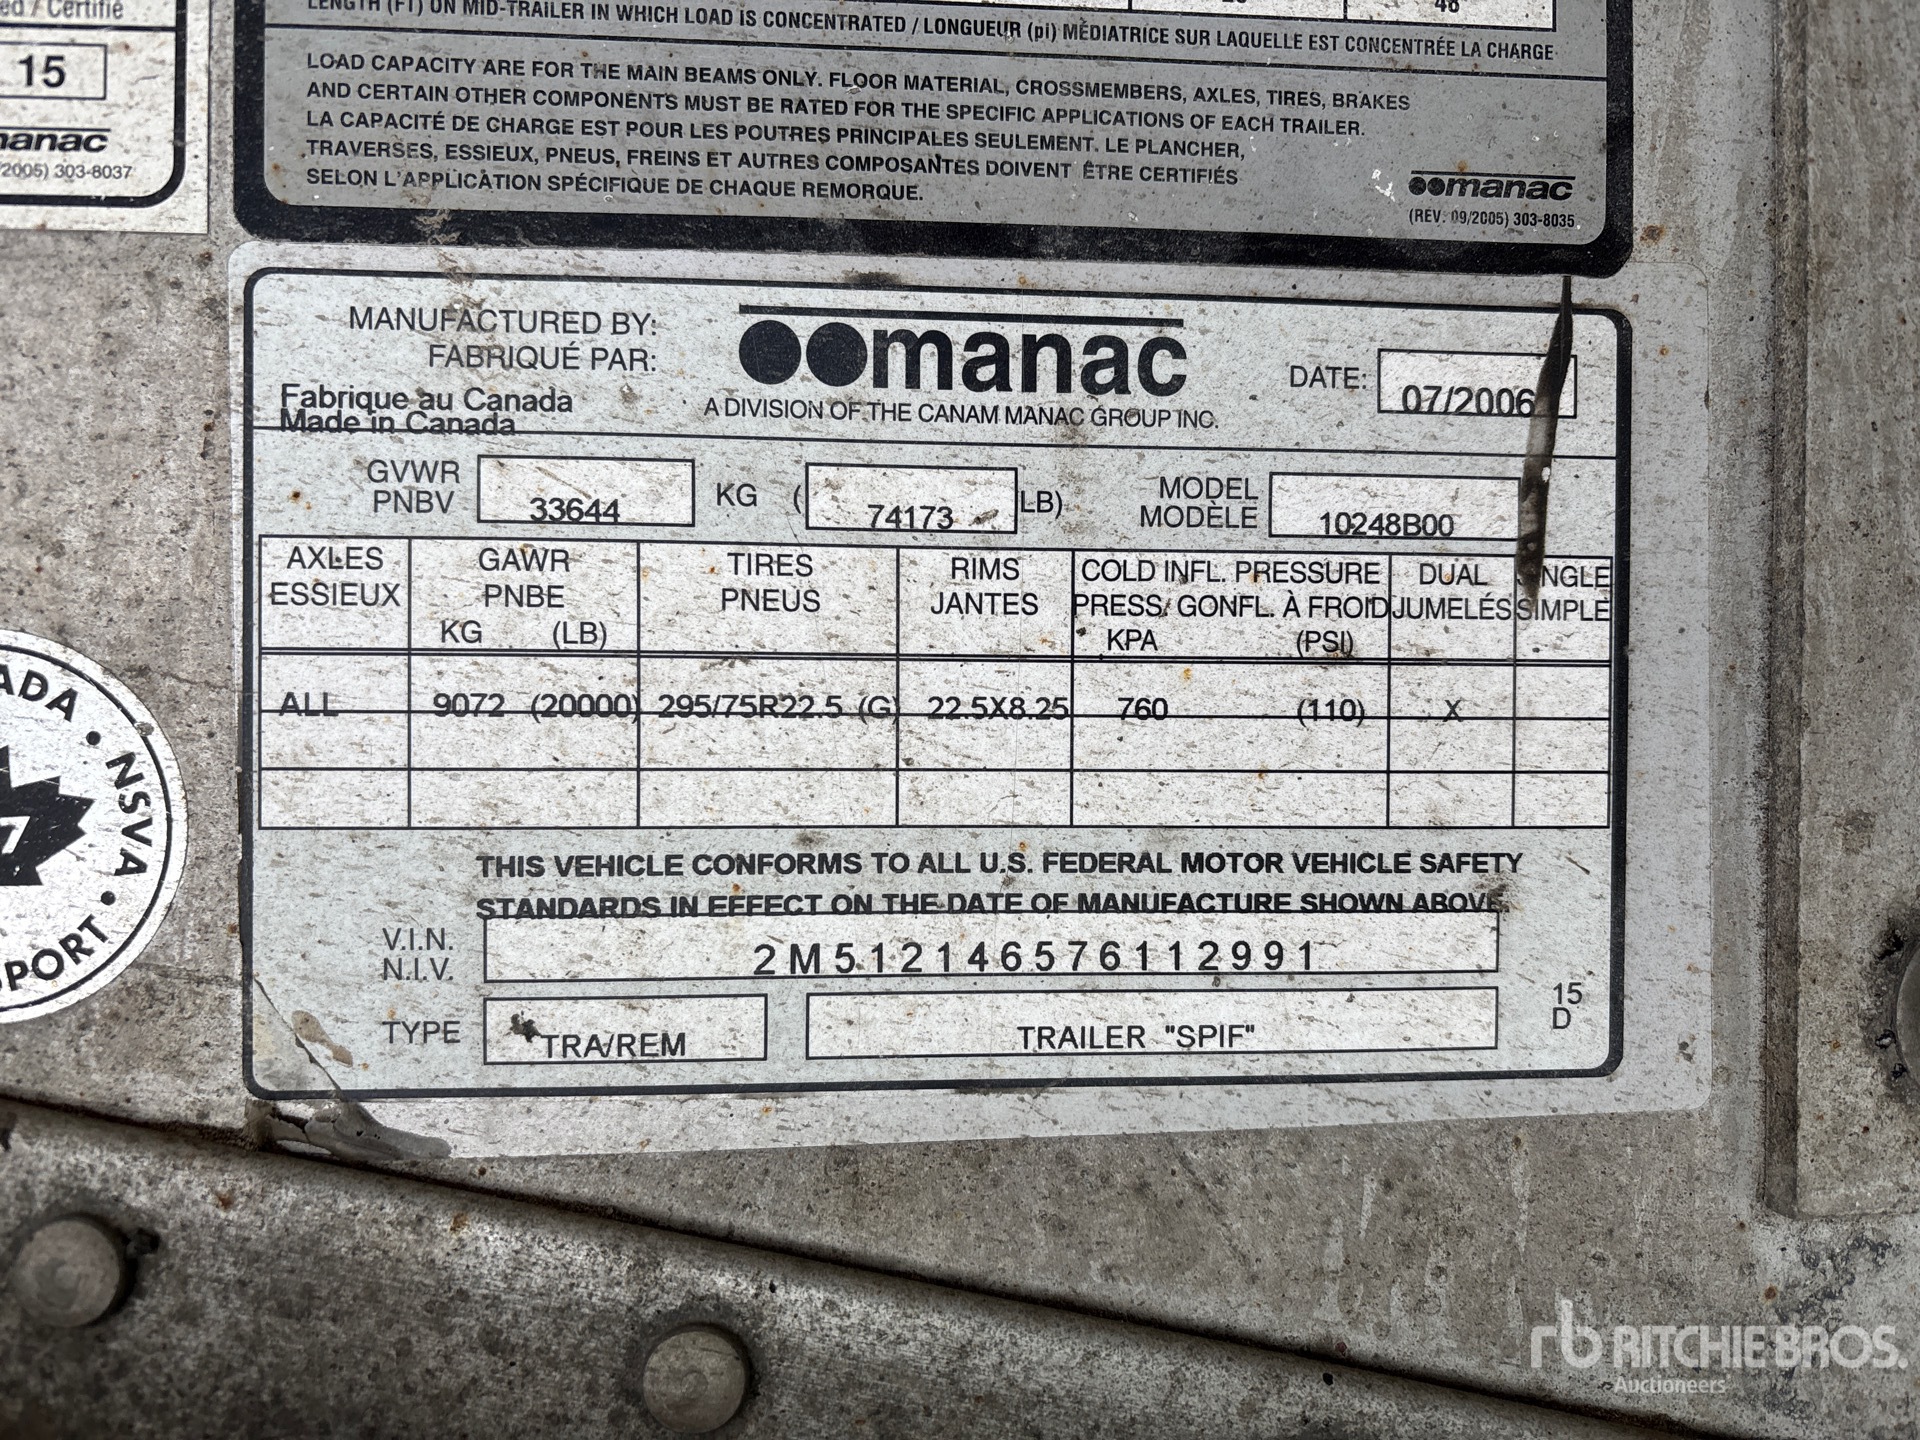 ed / Certifié
15
manac
2005) 303-8037
48
LENGTH (FT) ON MID-TRAILER IN WHICH LOAD IS CONCENTRATED / LONGUEUR (pi) MÉDIATRICE SUR LAQUELLE EST CONCENTRÉE LA CHARGE
LOAD CAPACITY ARE FOR THE MAIN BEAMS ONLY. FLOOR MATERIAL, CROSSMEMBERS, AXLES, TIRES, BRAKES
AND CERTAIN OTHER COMPONENTS MUST BE RATED FOR THE SPECIFIC APPLICATIONS OF EACH TRAILER.
LA CAPACITÉ DE CHARGE EST POUR LES POUTRES PRINCIPALES SEULEMENT. LE PLANCHER,
TRAVERSES, ESSIEUX, PNEUS, FREINS ET AUTRES COMPOSANTES DOIVENT ÊTRE CERTIFIÉS
SELON L'APPLICATION SPÉCIFIQUE DE CHAQUE REMORQUE.
manac
(REV. 09/2005) 303-8035
MANUFACTURED BY:
FABRIQUÉ PAR:
Fabrique au Canada
Made in Canada
manac
A DIVISION OF THE CANAM MANAC GROUP INC.
DATE: 07/2006
GVWR
PNBV
33644 KG (74173 LB)
MODEL
MODÈLE
10248B00
AXLES GAWR TIRES RIMS COLD INFL. PRESSURE DUAL NGLE
ESSIEUX PNBE PNEUS JANTES PRESS. GONFL. À FROID JUMELÉS SIMPLE
KG (LB) KPA (PSI)
ALL 9072 (20000) 295/75R22.5 (G) 22.5X8.25 760 (110) X
THIS VEHICLE CONFORMS TO ALL U.S. FEDERAL MOTOR VEHICLE SAFETY
STANDARDS IN EFFECT ON THE DATE OF MANUFACTURE SHOWN ABOVE.
V.I.N.
N.I.V.
2M512146576112991
TYPE TRA/REM TRAILER "SPIF"
15
D
ADA • NSVA • SPORT
7
rb RITCHIE BROS.
Auctioneers